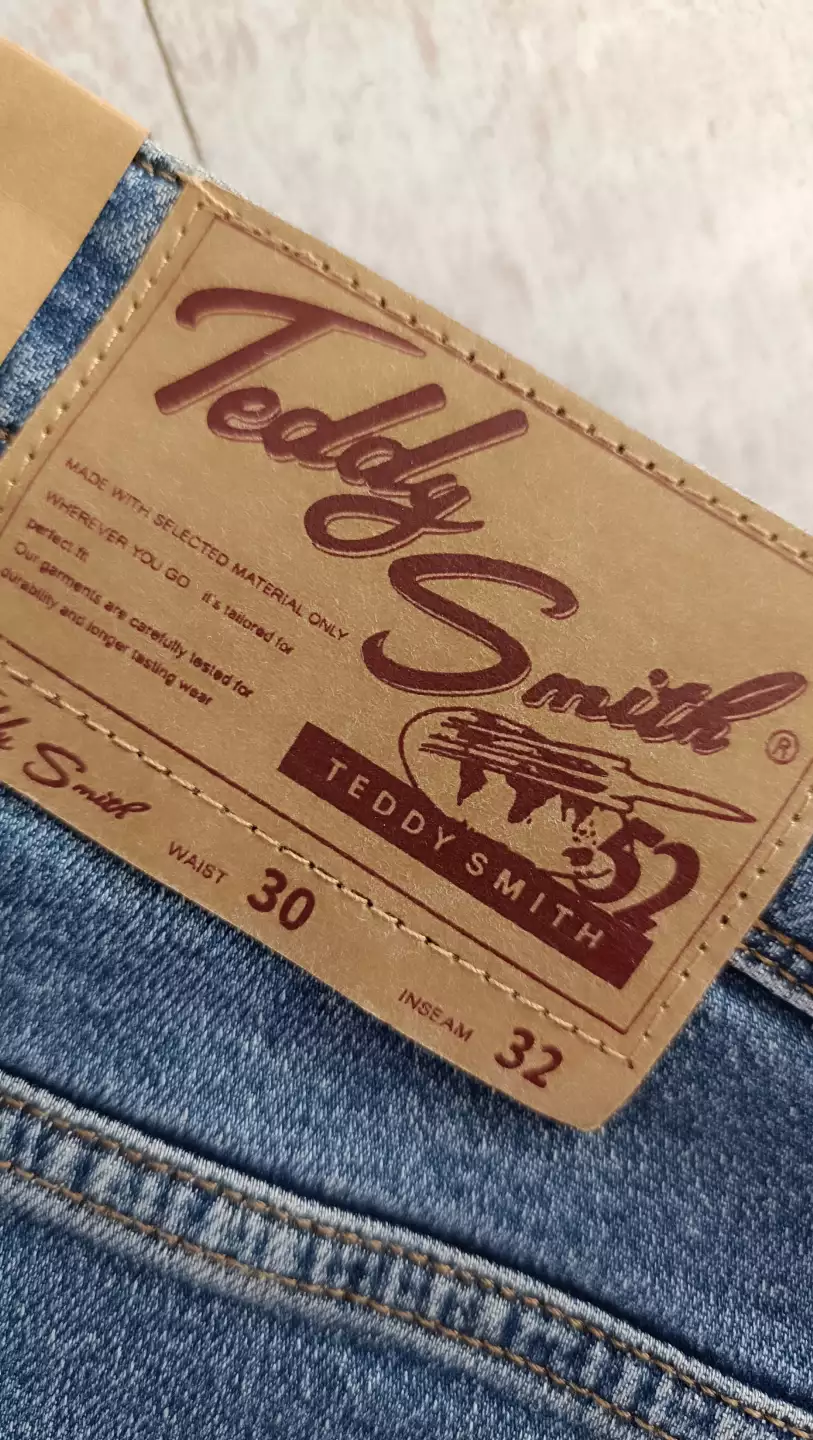 Teddy
Smith ®
MADE WITH SELECTED MATERIAL ONLY
WHEREVER YOU GO it's tailored for
perfect fit
Our garments are carefully tested for
durability and longer lasting wear
52
TEDDY SMITH
Smith
WAIST 30
INSEAM 32